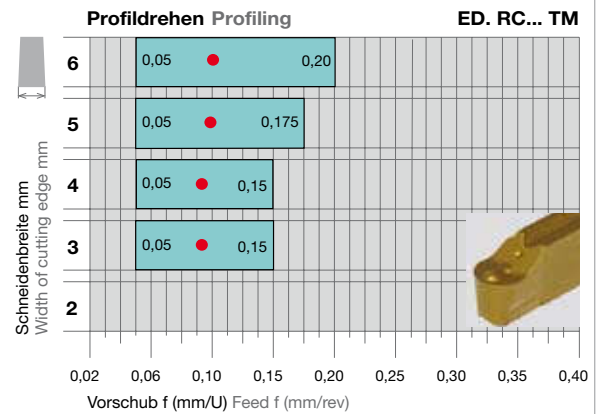 Profildrehen Profiling ED. RC... TM
6 0,05 0,20
5 0,05 0,175
4 0,05 0,15
3 0,05 0,15
2
Schneidenbreite mm
Width of cutting edge mm
0,02 0,06 0,10 0,15 0,20 0,25 0,30 0,35 0,40
Vorschub f (mm/U) Feed f (mm/rev)